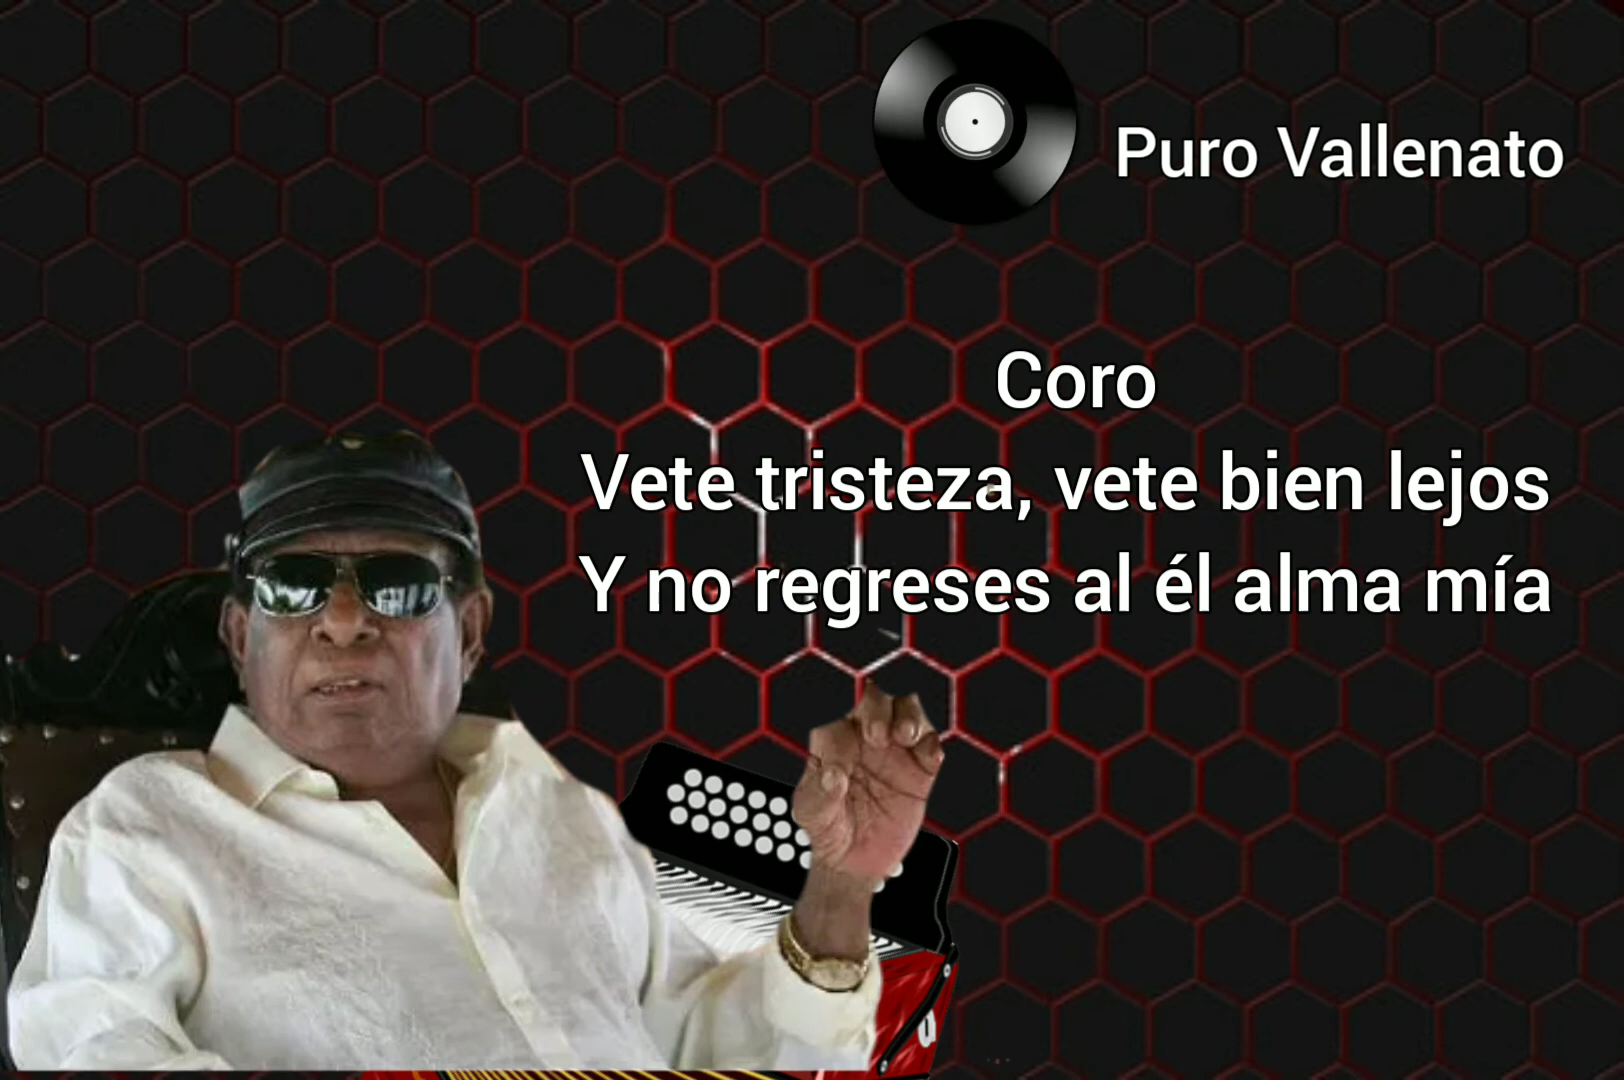 Puro Vallenato
Coro
Vete tristeza, vete bien lejos
Y no regreses al él alma mía